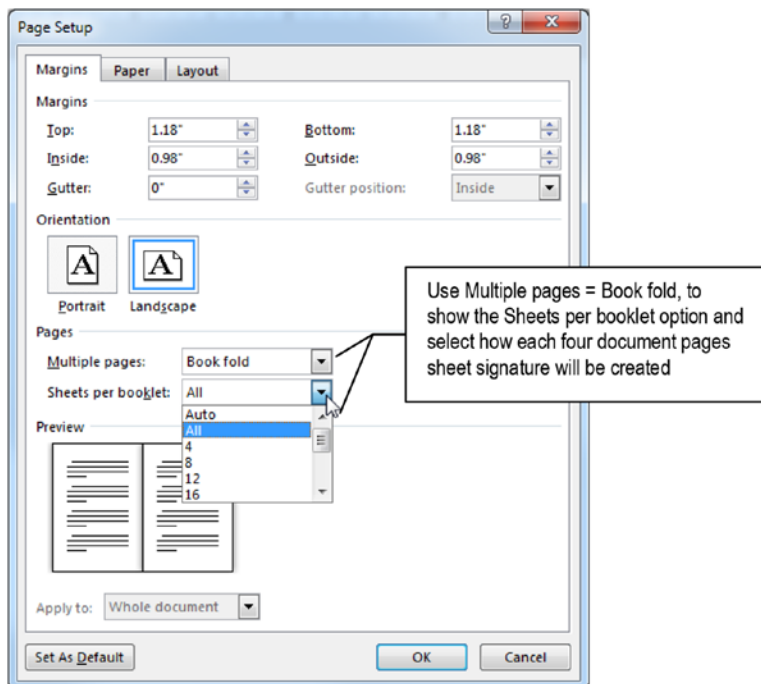 Page Setup
Margins Paper Layout
Margins
Top: 1.18" Bottom: 1.18"
Inside: 0.98" Outside: 0.98"
Gutter: 0" Gutter position: Inside
Orientation
A A
Portrait Landscape
Pages
Multiple pages: Book fold
Sheets per booklet: All
Auto
All
4
8
12
16
Preview
Apply to: Whole document
Set As Default OK Cancel
Use Multiple pages = Book fold, to
show the Sheets per booklet option and
select how each four document pages
sheet signature will be created